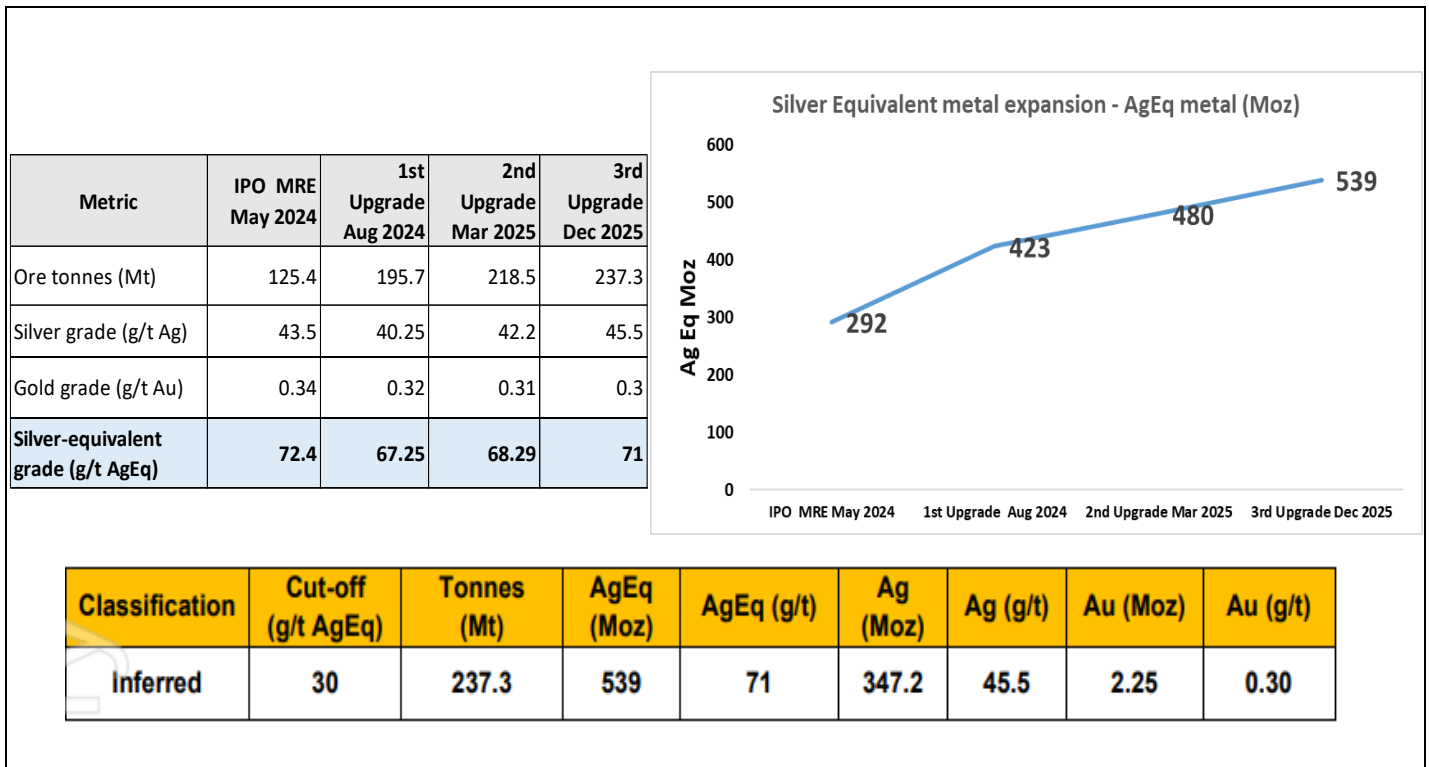 Metric IPO MRE May 2024 1st Upgrade Aug 2024 2nd Upgrade Mar 2025 3rd Upgrade Dec 2025
Ore tonnes (Mt) 125.4 195.7 218.5 237.3
Silver grade (g/t Ag) 43.5 40.25 42.2 45.5
Gold grade (g/t Au) 0.34 0.32 0.31 0.3
Silver-equivalent grade (g/t AgEq) 72.4 67.25 68.29 71
Silver Equivalent metal expansion - AgEq metal (Moz)
Ag Eq Moz
600
500
400
300
200
100
0
292
423
480
539
IPO MRE May 2024 1st Upgrade Aug 2024 2nd Upgrade Mar 2025 3rd Upgrade Dec 2025
Classification Cut-off (g/t AgEq) Tonnes (Mt) AgEq (Moz) AgEq (g/t) Ag (Moz) Ag (g/t) Au (Moz) Au (g/t)
Inferred 30 237.3 539 71 347.2 45.5 2.25 0.30